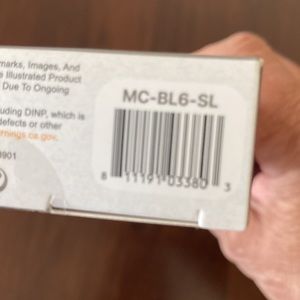 marks, Images, And
Illustrated Product
Due To Ongoing
uding DINP, which is
defects or other
rnings.ca.gov.
MC-BL6-SL
8 11191 03380 3